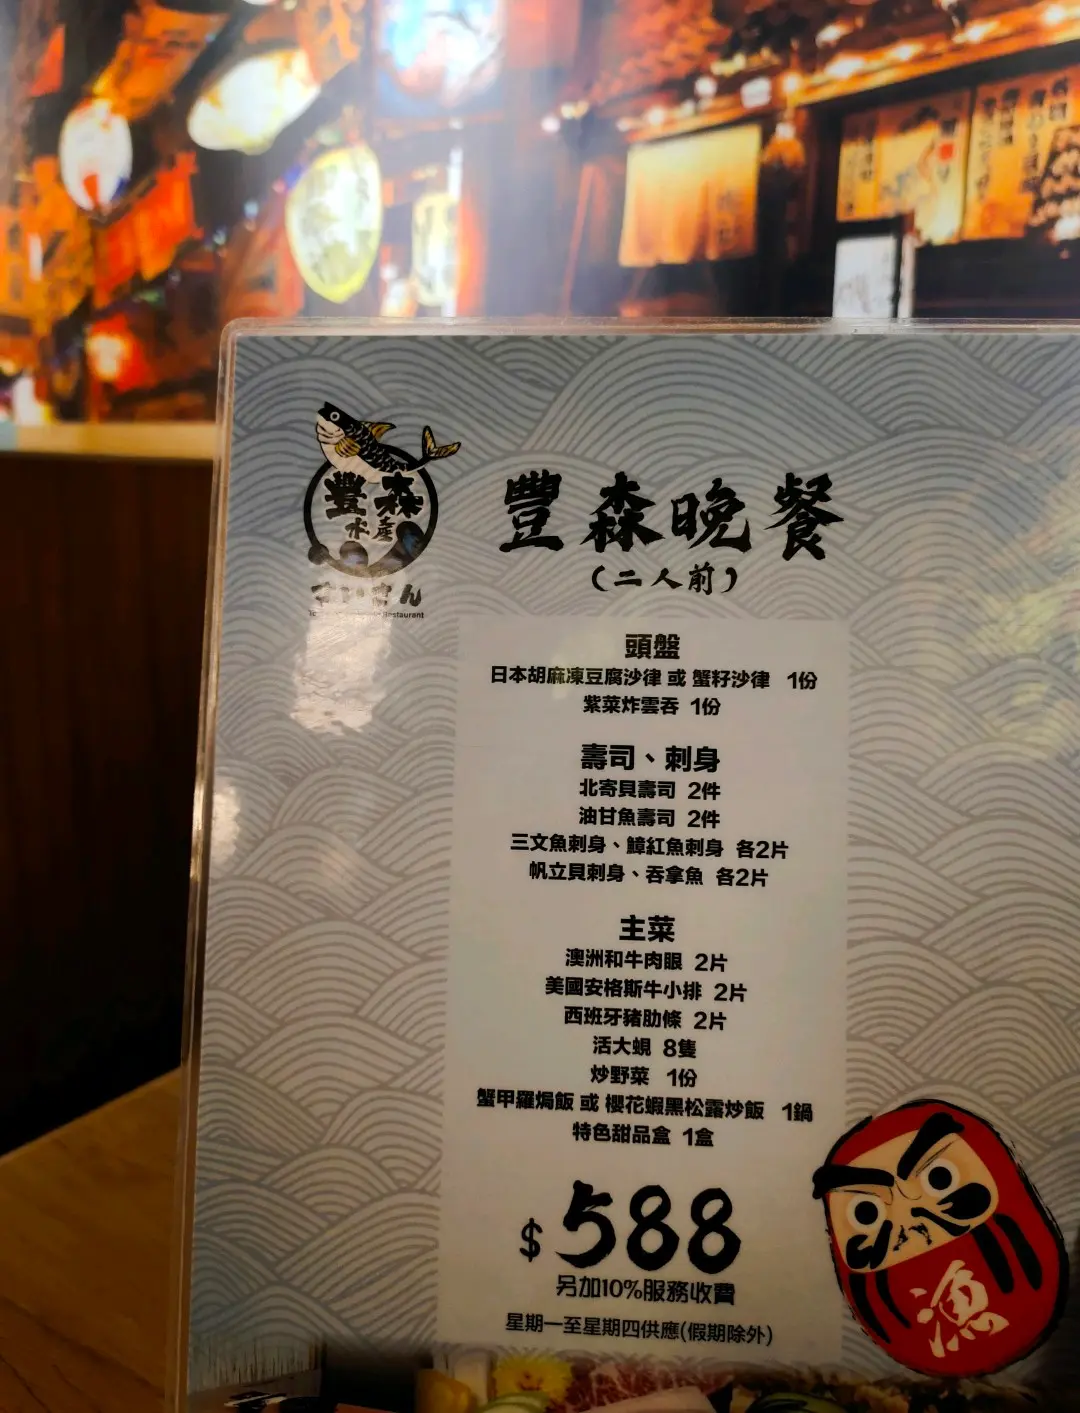 豐森
水產
Restaurant
豐森晚餐
(二人前)
頭盤
日本胡麻凍豆腐沙律 或 蟹籽沙律 1份
紫菜炸雲吞 1份
壽司、刺身
北寄貝壽司 2件
油甘魚壽司 2件
三文魚刺身、鱆紅魚刺身 各2片
帆立貝刺身、吞拿魚 各2片
主菜
澳洲和牛肉眼 2片
美國安格斯牛小排 2片
西班牙豬肋條 2片
活大蜆 8隻
炒野菜 1份
蟹甲羅焗飯 或 櫻花蝦黑松露炒飯 1鍋
特色甜品盒 1盒
$588
另加10%服務收費
星期一至星期四供應(假期除外)
漁